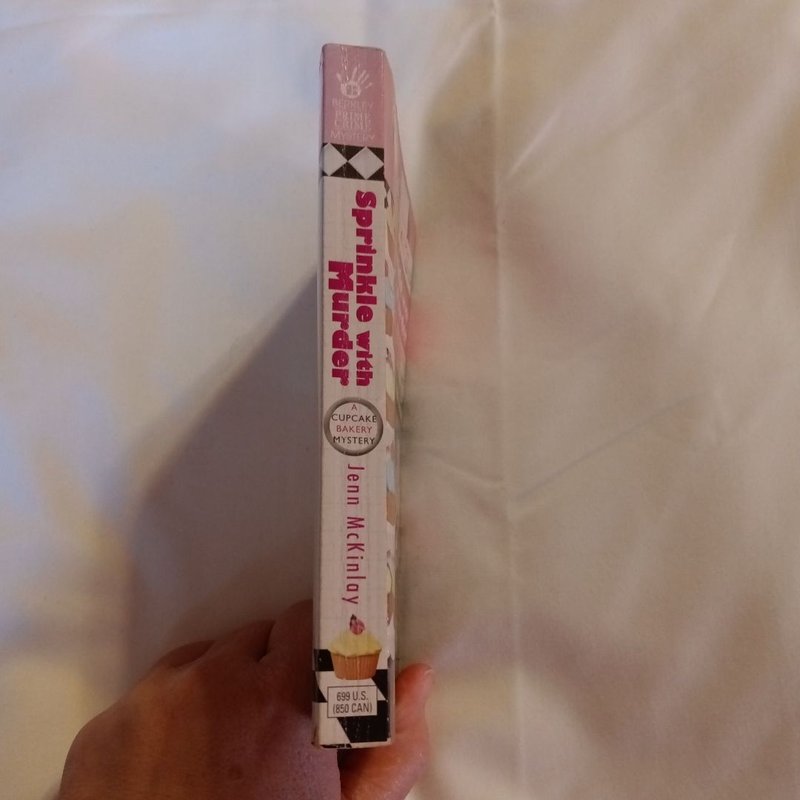 BERKLEY
PRIME
CRIME
MYSTERY
Sprinkle with
Murder
A
CUPCAKE
BAKERY
MYSTERY
Jenn McKinlay
699 U.S.
(850 CAN)